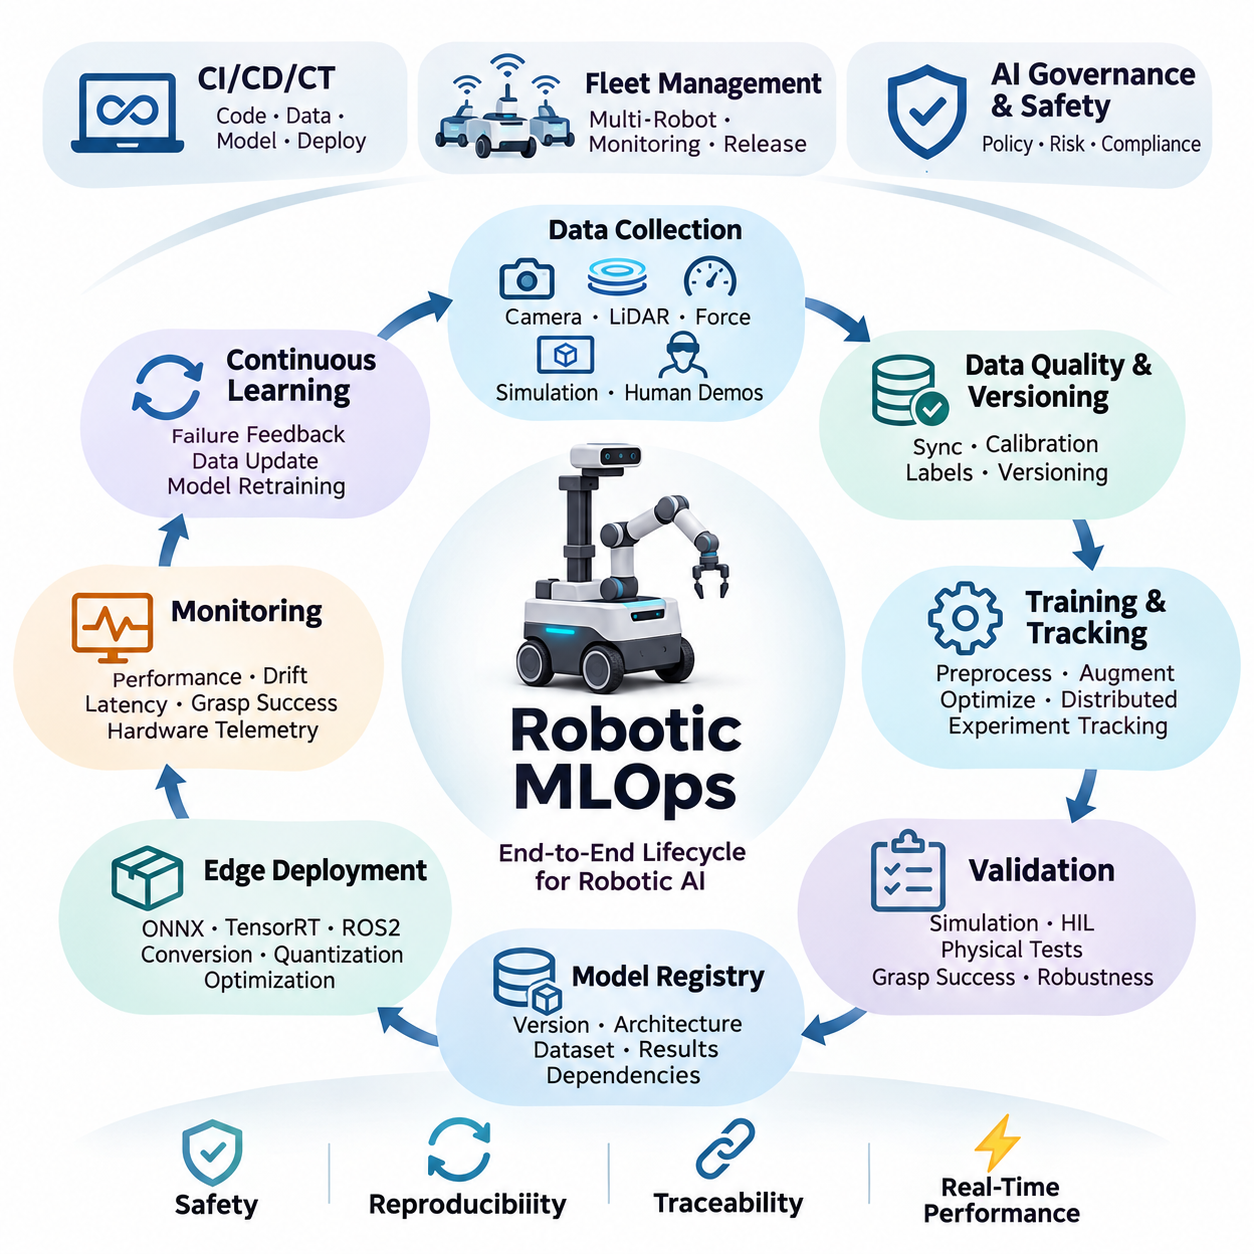 CI/CD/CT
Code • Data •
Model • Deploy
Fleet Management
Multi-Robot •
Monitoring • Release
AI Governance
& Safety
Policy • Risk • Compliance
Data Collection
Camera • LiDAR • Force
Simulation • Human Demos
Data Quality &
Versioning
Sync • Calibration
Labels • Versioning
Training &
Tracking
Preprocess • Augment
Optimize • Distributed
Experiment Tracking
Validation
Simulation • HIL
Physical Tests
Grasp Success • Robustness
Model Registry
Version • Architecture
Dataset • Results
Dependencies
Edge Deployment
ONNX • TensorRT • ROS2
Conversion • Quantization
Optimization
Monitoring
Performance • Drift
Latency • Grasp Success
Hardware Telemetry
Continuous
Learning
Failure Feedback
Data Update
Model Retraining
Robotic
MLOps
End-to-End Lifecycle
for Robotic AI
Safety
Reproducibiiity
Traceability
Real-Time
Performance